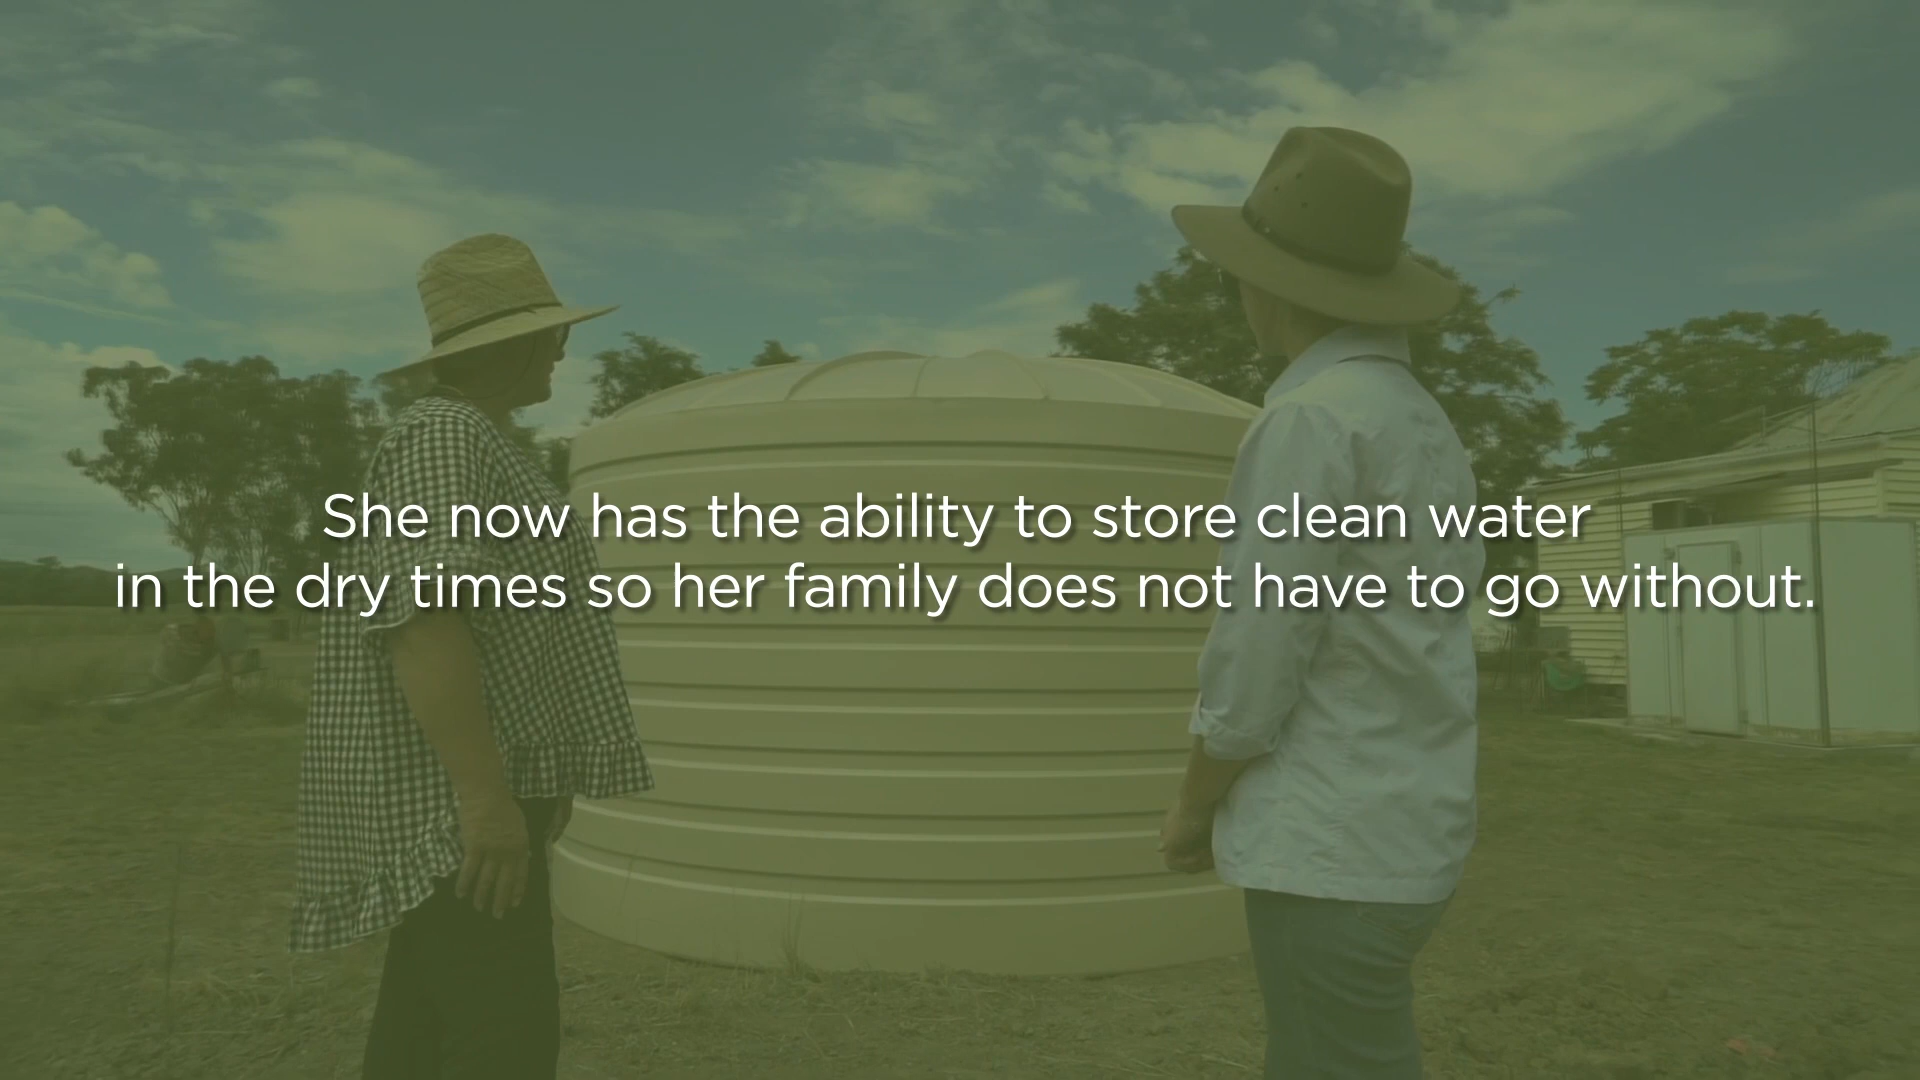 She now has the ability to store clean water
in the dry times so her family does not have to go without.